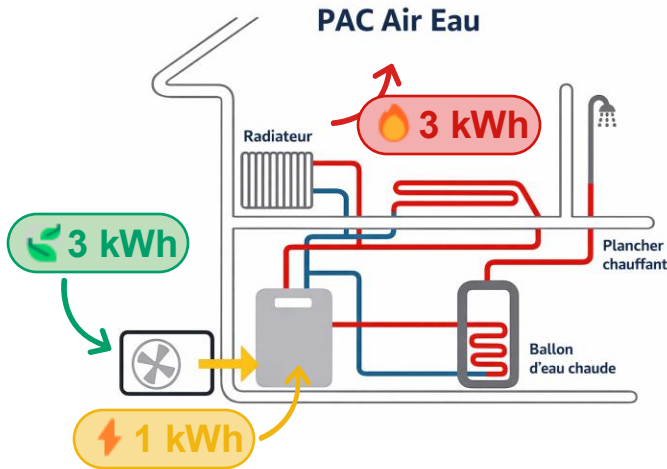 PAC Air Eau
3 kWh
Radiateur
3 kWh
Plancher
chauffant
Ballon
d'eau chaude
1 kWh